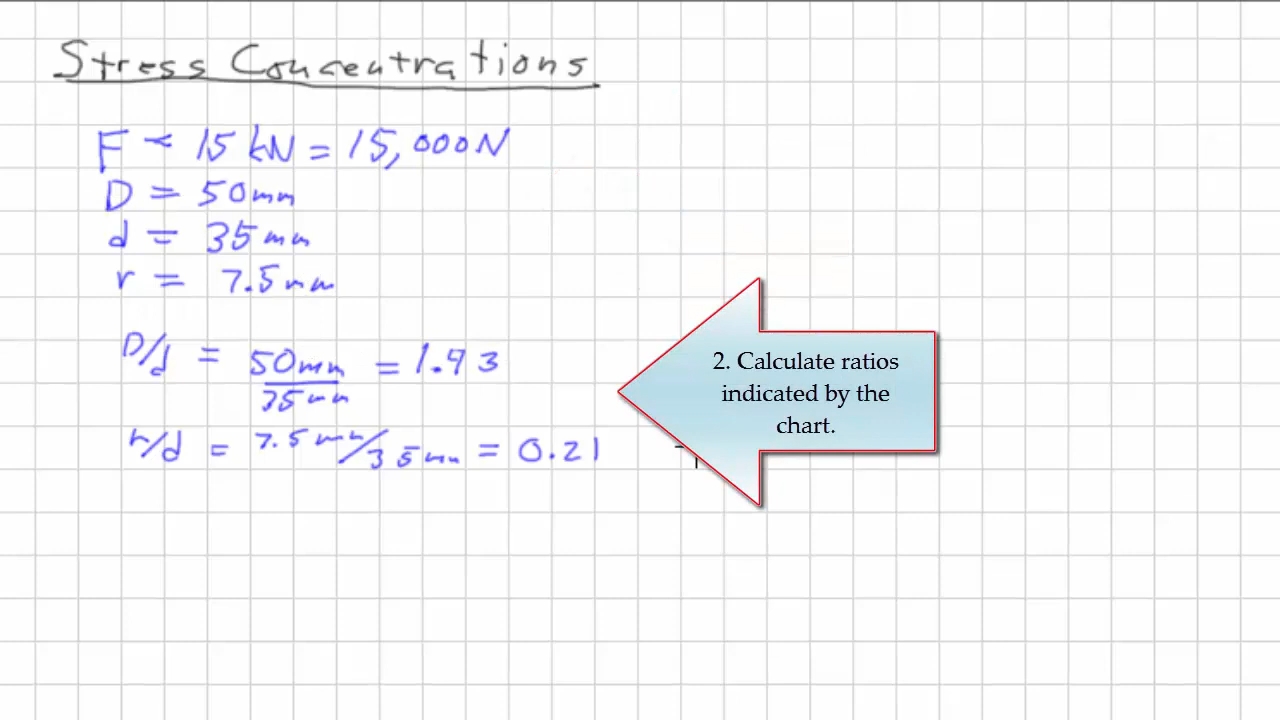 Stress Concentrations
F = 15 kN = 15,000N
D = 50mm
d = 35mm
r = 7.5mm
D/d = 50mm = 1.43
35mm
r/d = 7.5mm/35mm = 0.21
2. Calculate ratios
indicated by the
chart.